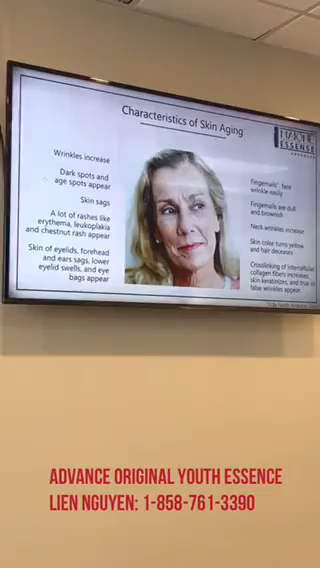 Characteristics of Skin Aging
ESSENSE
Wrinkles increase
Dark spots and
age spots appear
Skin sags
A lot of rashes like
erythema, leukoplakia
and chestnut rash appear
Skin of eyelids, forehead
and ears sags, lower
eyelid swells, and eye
bags appear
Fingernails' face
wrinkle easily
Fingernails are dull
and brownish
Neck wrinkles increase
Skin color turns yellow
and hair decreses
Crosslinking of intercellular
collagen fibers increases,
skin keratinizes, and true or
false wrinkles appear
ADVANCE ORIGINAL YOUTH ESSENCE
LIEN NGUYEN: 1-858-761-3390